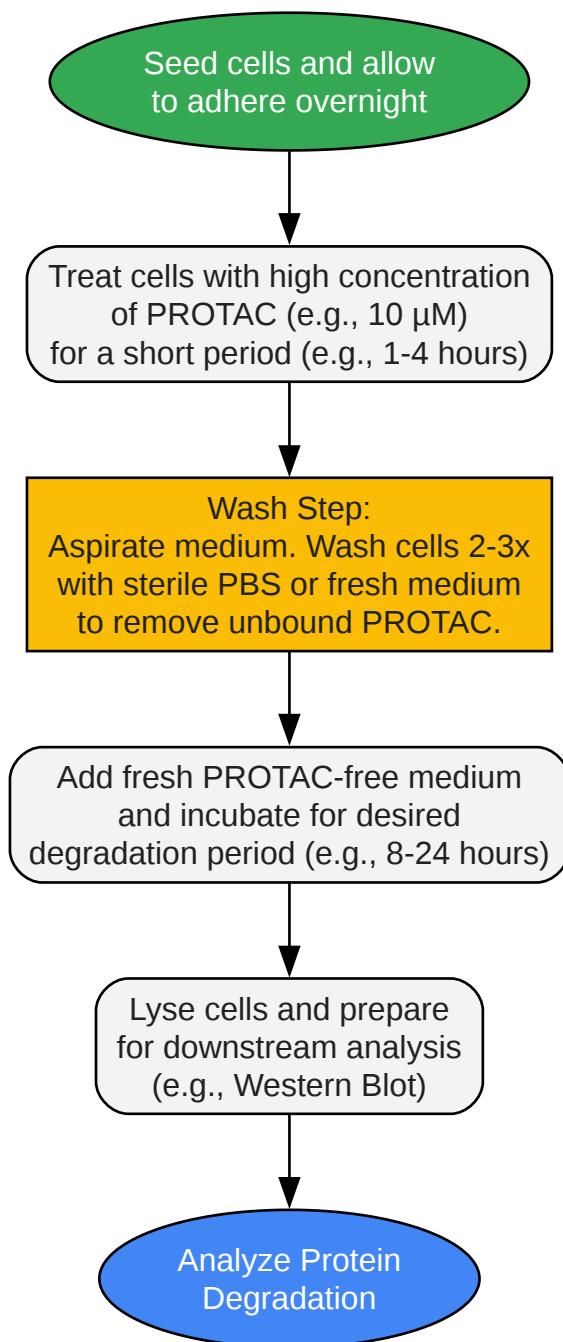 Seed cells and allow
to adhere overnight
Treat cells with high concentration
of PROTAC (e.g., 10 µM)
for a short period (e.g., 1-4 hours)
Wash Step:
Aspirate medium. Wash cells 2-3x
with sterile PBS or fresh medium
to remove unbound PROTAC.
Add fresh PROTAC-free medium
and incubate for desired
degradation period (e.g., 8-24 hours)
Lyse cells and prepare
for downstream analysis
(e.g., Western Blot)
Analyze Protein
Degradation